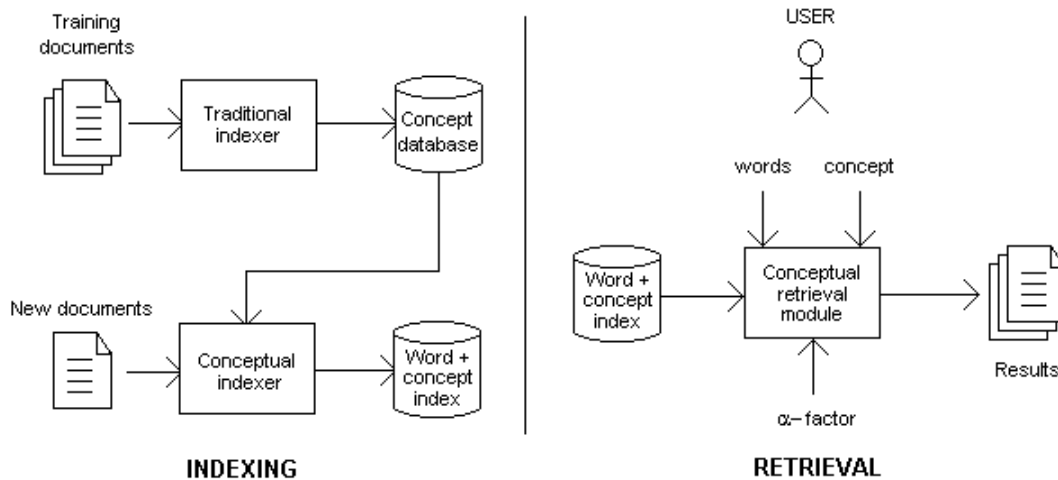 Training
documents
Traditional
indexer
Concept
database
New documents
Conceptual
indexer
Word +
concept
index
INDEXING
USER
words
concept
Word +
concept
index
Conceptual
retrieval
module
Results
α-factor
RETRIEVAL